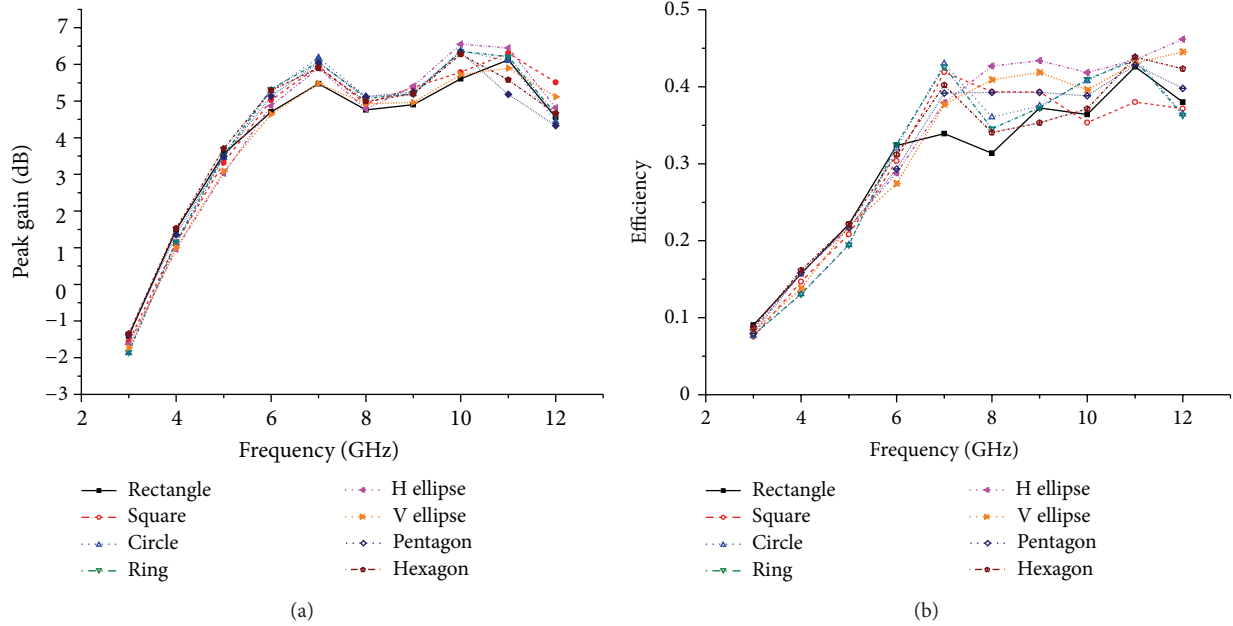 7
6
5
4
3
2
1
0
−1
−2
−3
Peak gain (dB)
2 4 6 8 10 12
Frequency (GHz)
Rectangle
Square
Circle
Ring
H ellipse
V ellipse
Pentagon
Hexagon
(a)
0.5
0.4
0.3
0.2
0.1
0
Efficiency
2 4 6 8 10 12
Frequency (GHz)
Rectangle
Square
Circle
Ring
H ellipse
V ellipse
Pentagon
Hexagon
(b)